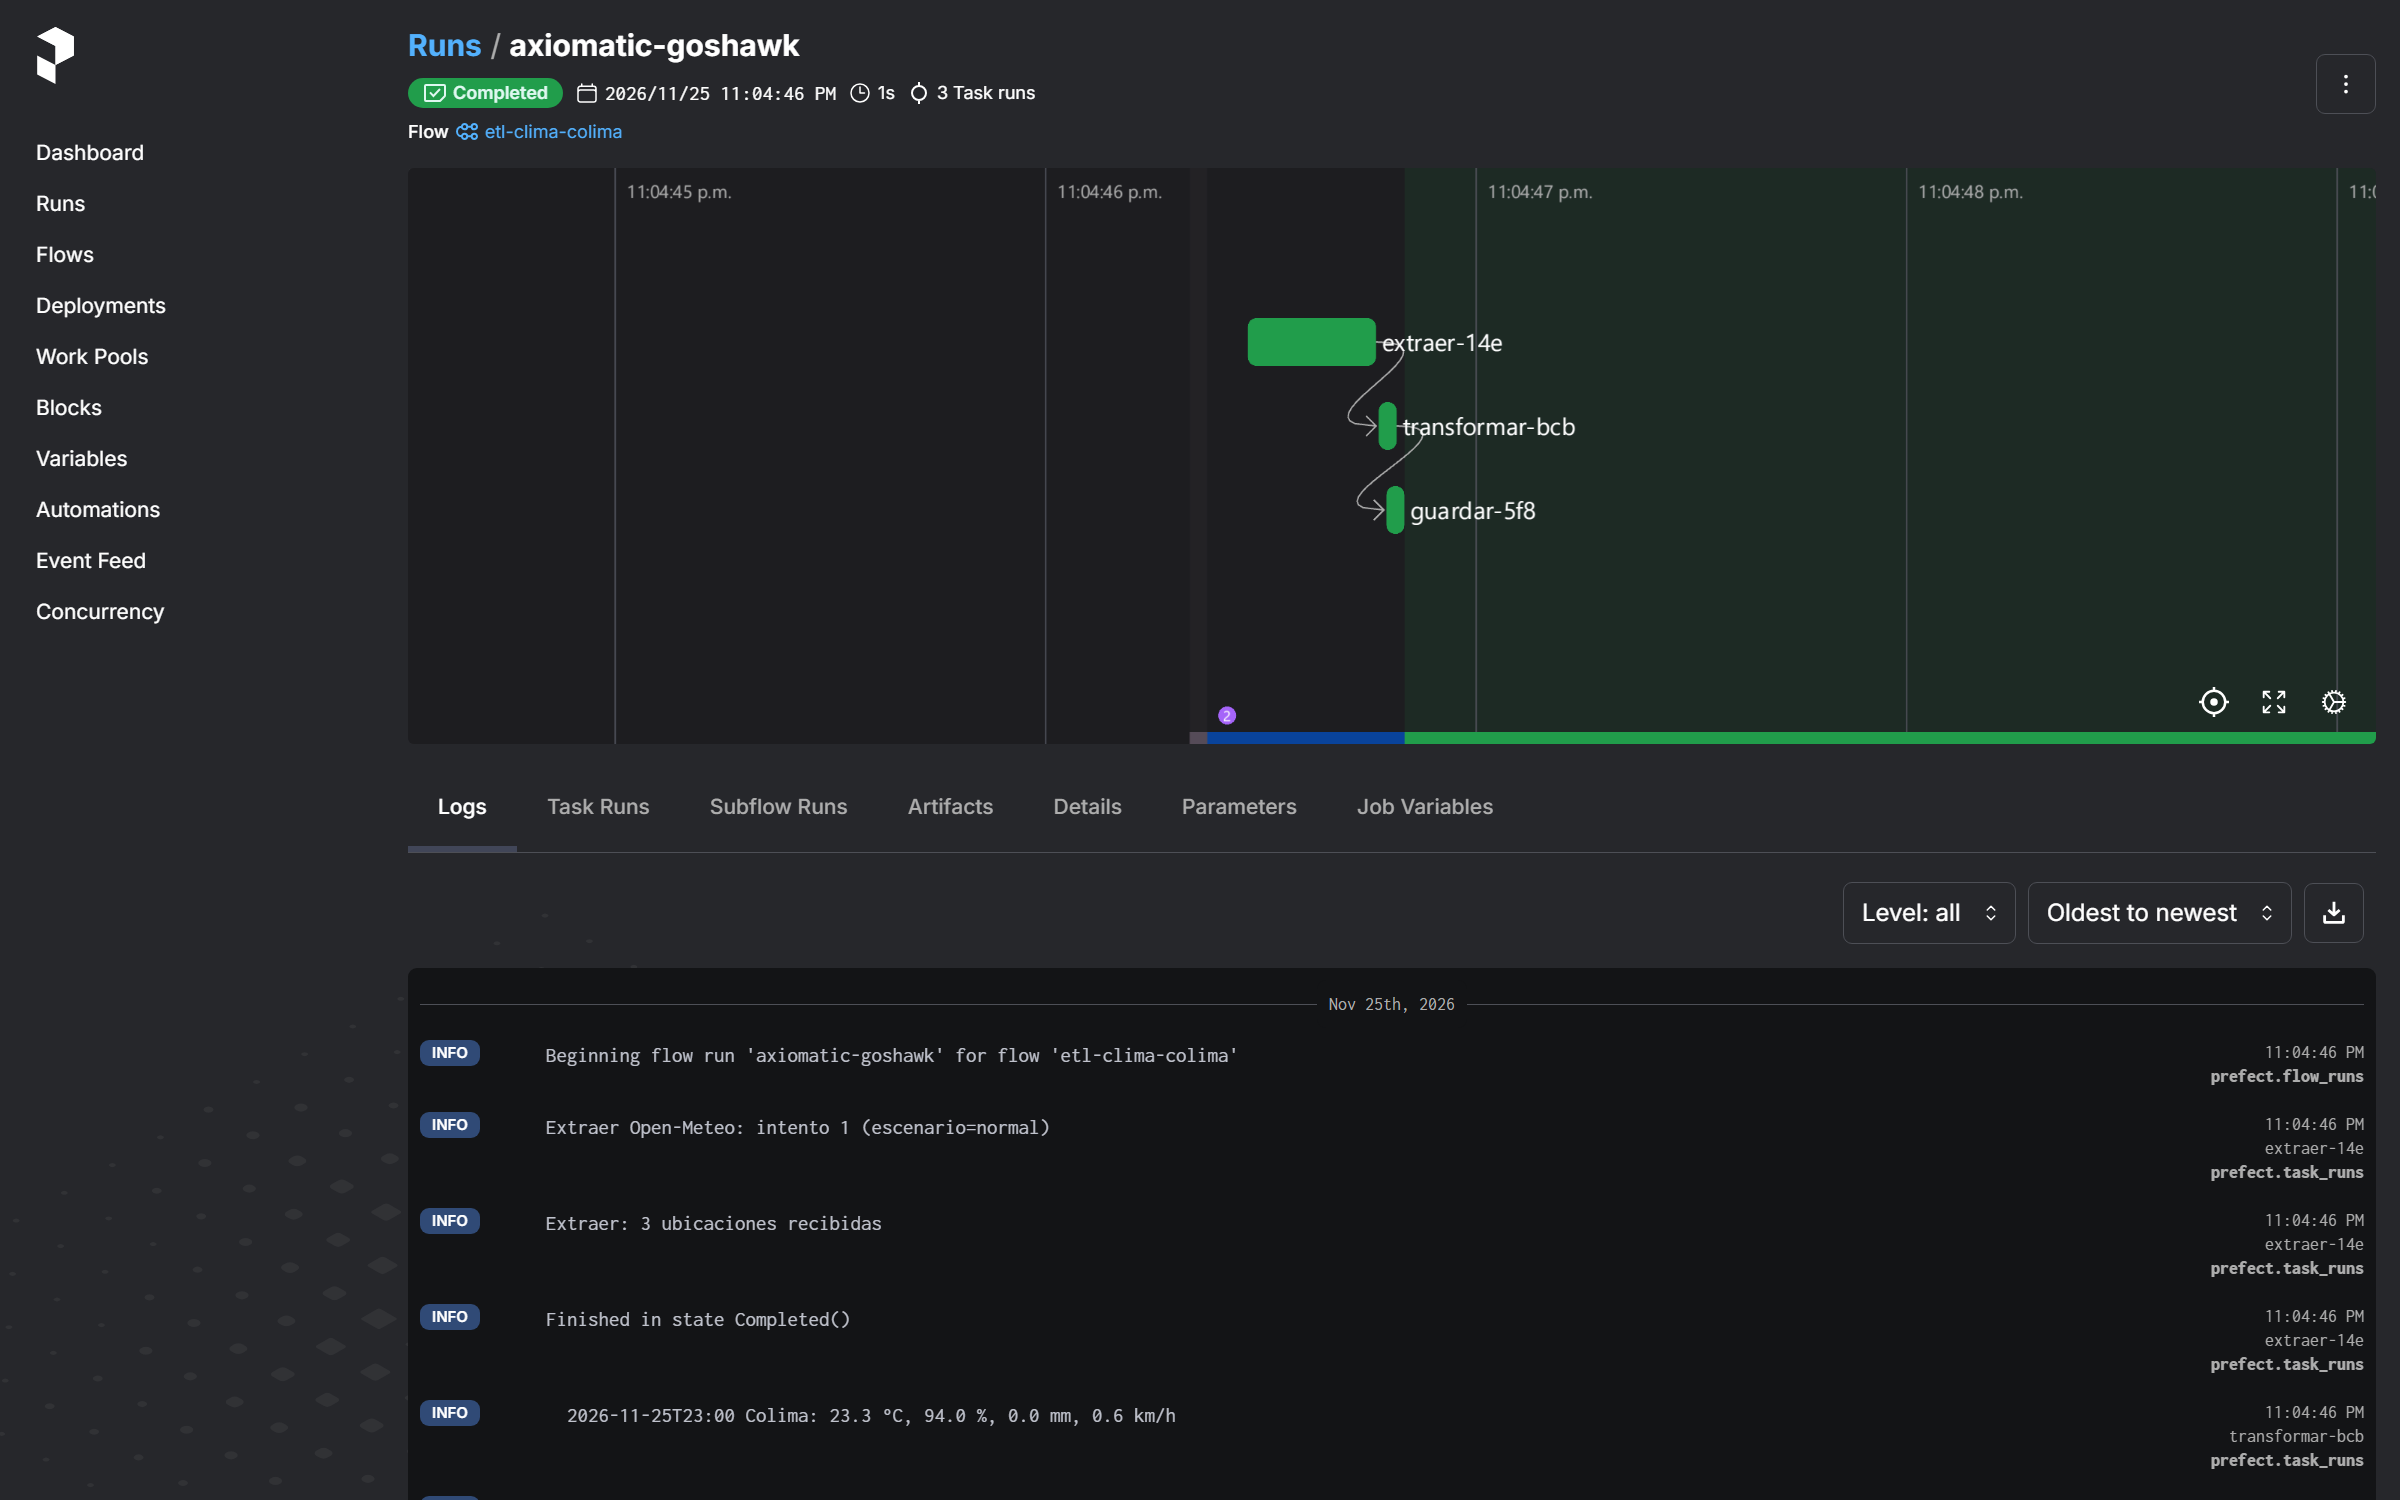 Runs / axiomatic-goshawk
Completed 2026/11/25 11:04:46 PM 1s 3 Task runs
Flow etl-clima-colima
Dashboard
Runs
Flows
Deployments
Work Pools
Blocks
Variables
Automations
Event Feed
Concurrency
11:04:45 p.m. 11:04:46 p.m. 11:04:47 p.m. 11:04:48 p.m.
extraer-14e
transformar-bcb
guardar-5f8
2
Logs Task Runs Subflow Runs Artifacts Details Parameters Job Variables
Level: all Oldest to newest
Nov 25th, 2026
INFO Beginning flow run 'axiomatic-goshawk' for flow 'etl-clima-colima' 11:04:46 PM
prefect.flow_runs
INFO Extraer Open-Meteo: intento 1 (escenario=normal) 11:04:46 PM
extraer-14e
prefect.task_runs
INFO Extraer: 3 ubicaciones recibidas 11:04:46 PM
extraer-14e
prefect.task_runs
INFO Finished in state Completed() 11:04:46 PM
extraer-14e
prefect.task_runs
INFO 2026-11-25T23:00 Colima: 23.3 °C, 94.0 %, 0.0 mm, 0.6 km/h 11:04:46 PM
transformar-bcb
prefect.task_runs